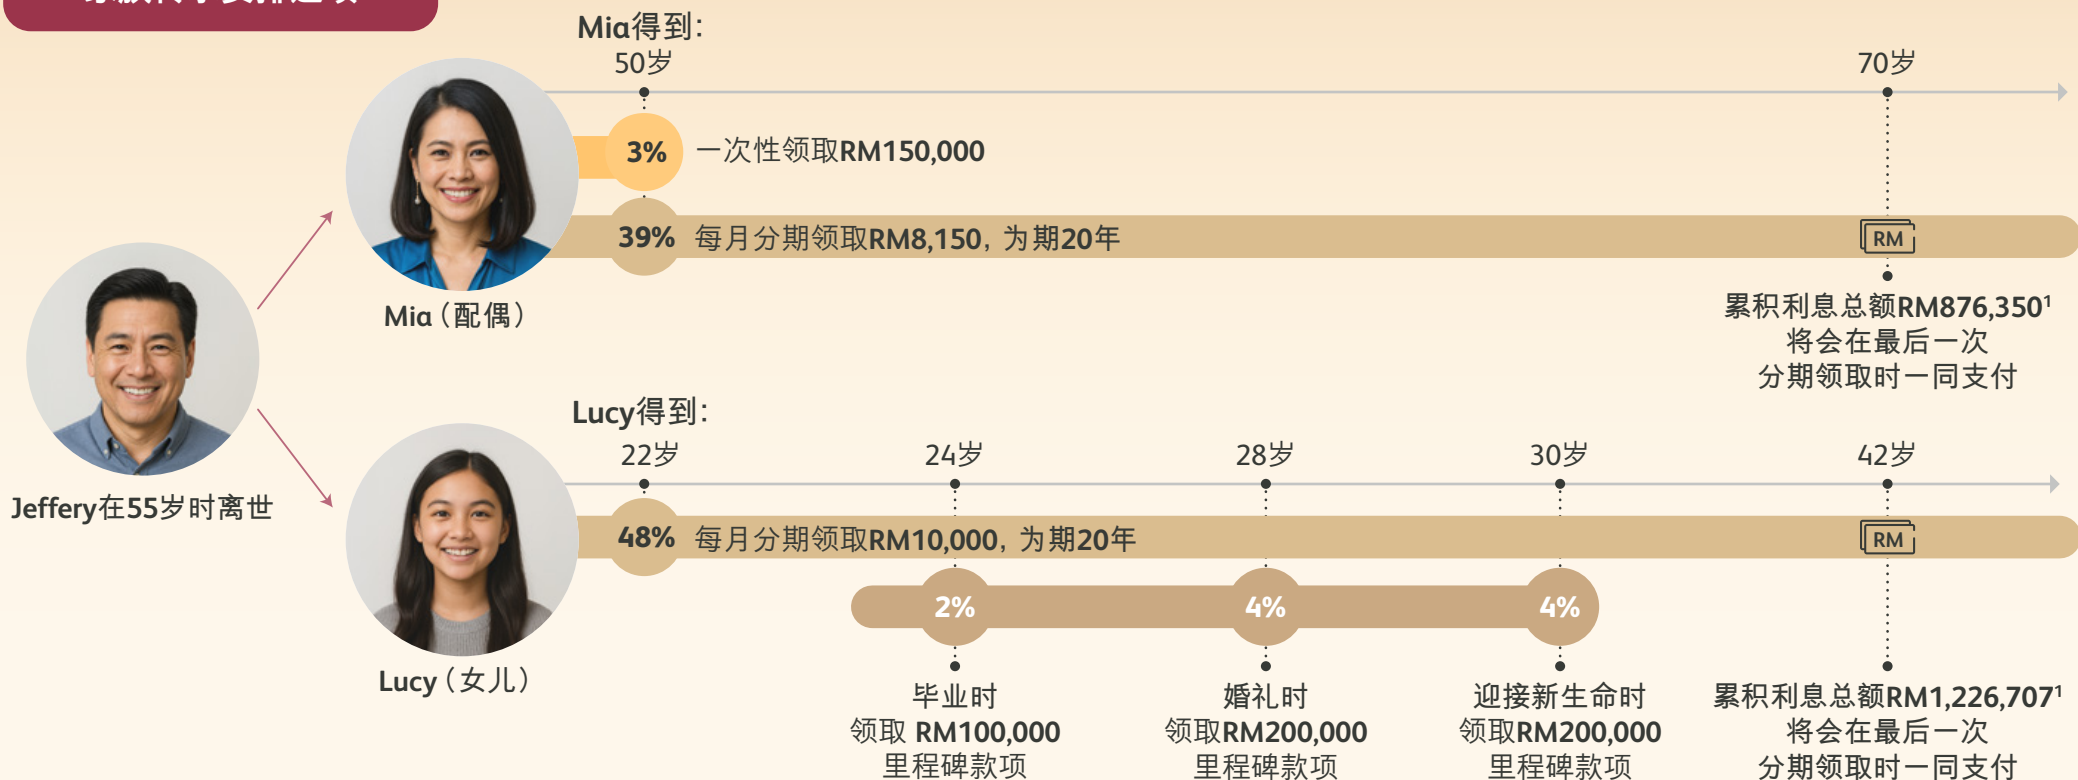 Mia得到：
50岁
70岁
3% 一次性领取RM150,000
39% 每月分期领取RM8,150，为期20年
RM
Mia（配偶）
累积利息总额RM876,350¹
将会在最后一次
分期领取时一同支付
Jeffery在55岁时离世
Lucy得到：
22岁
24岁
28岁
30岁
42岁
48% 每月分期领取RM10,000，为期20年
RM
2%
4%
4%
Lucy（女儿）
毕业时
领取 RM100,000
里程碑款项
婚礼时
领取RM200,000
里程碑款项
迎接新生命时
领取RM200,000
里程碑款项
累积利息总额RM1,226,707¹
将会在最后一次
分期领取时一同支付